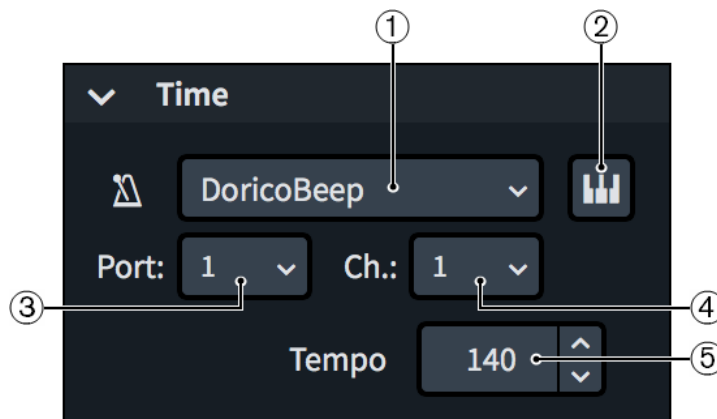 ① ②
Time
DoricoBeep
Port: 1 Ch.: 1
③ ④
Tempo 140 ⑤